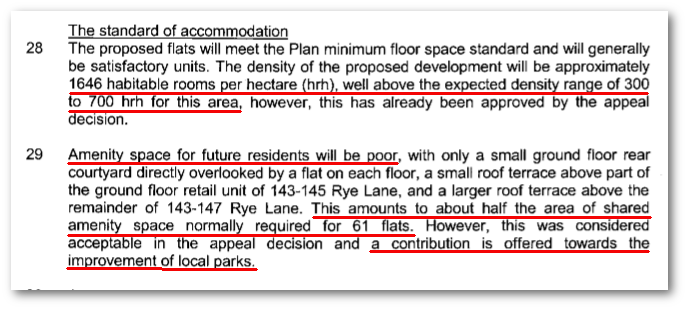 The standard of accommodation
28 The proposed flats will meet the Plan minimum floor space standard and will generally
be satisfactory units. The density of the proposed development will be approximately
1646 habitable rooms per hectare (hrh), well above the expected density range of 300
to 700 hrh for this area, however, this has already been approved by the appeal
decision.
29 Amenity space for future residents will be poor, with only a small ground floor rear
courtyard directly overlooked by a flat on each floor, a small roof terrace above part of
the ground floor retail unit of 143-145 Rye Lane, and a larger roof terrace above the
remainder of 143-147 Rye Lane. This amounts to about half the area of shared
amenity space normally required for 61 flats. However, this was considered
acceptable in the appeal decision and a contribution is offered towards the
improvement of local parks.